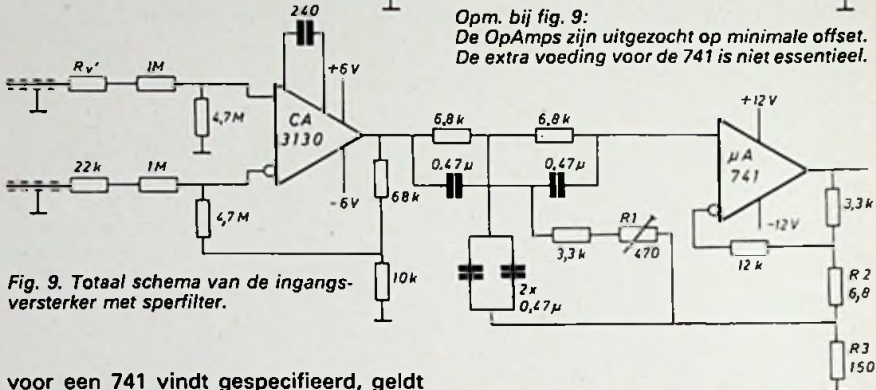 240
Opm. bij fig. 9:
De OpAmps zijn uitgezocht op minimale offset.
De extra voeding voor de 741 is niet essentieel.
Rv'
1M
+6V
4,7M
CA
3130
6,8k
6,8k
+12V
0,47µ
0,47µ
µA
741
22k
1M
-6V
68k
3,3k
R1
470
-12V
3,3k
4,7M
12k
Fig. 9. Totaal schema van de ingangs-
versterker met sperfilter.
10k
2x
0,47µ
R2
6,8
R3
150
voor een 741 vindt gespecifieerd, geldt